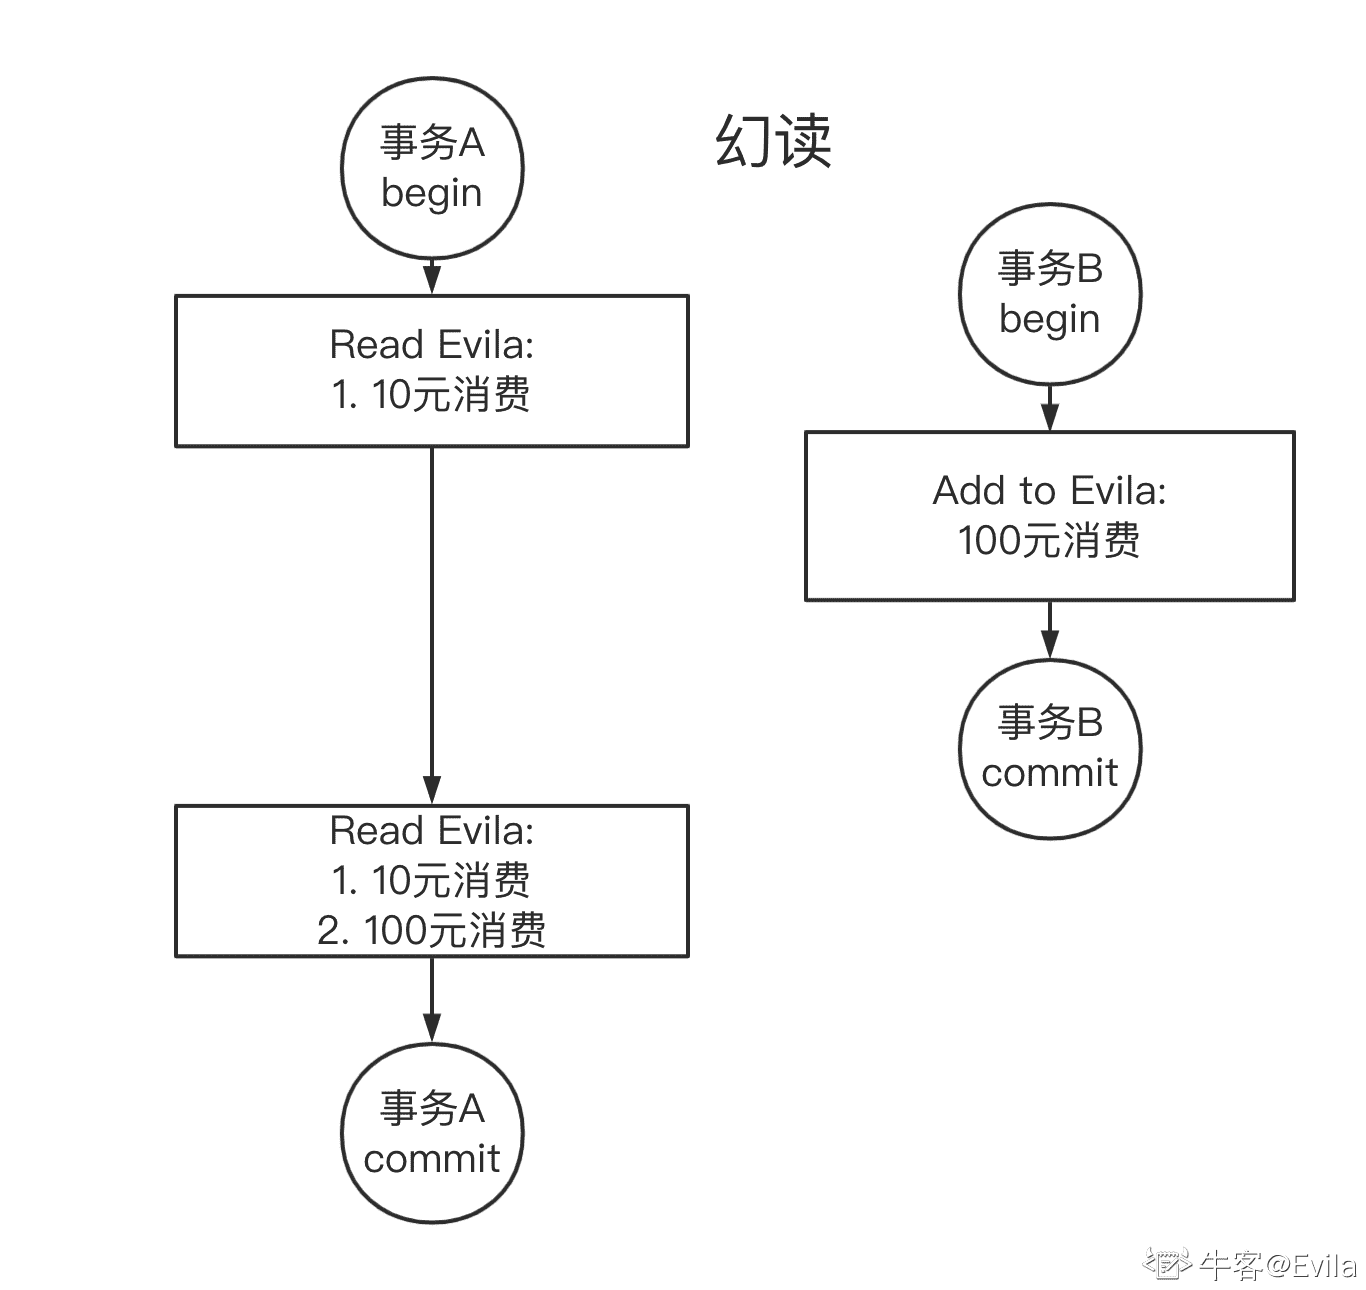 幻读
事务A
begin
Read Evila:
1. 10元消费
Read Evila:
1. 10元消费
2. 100元消费
事务A
commit
事务B
begin
Add to Evila:
100元消费
事务B
commit
牛客@Evila